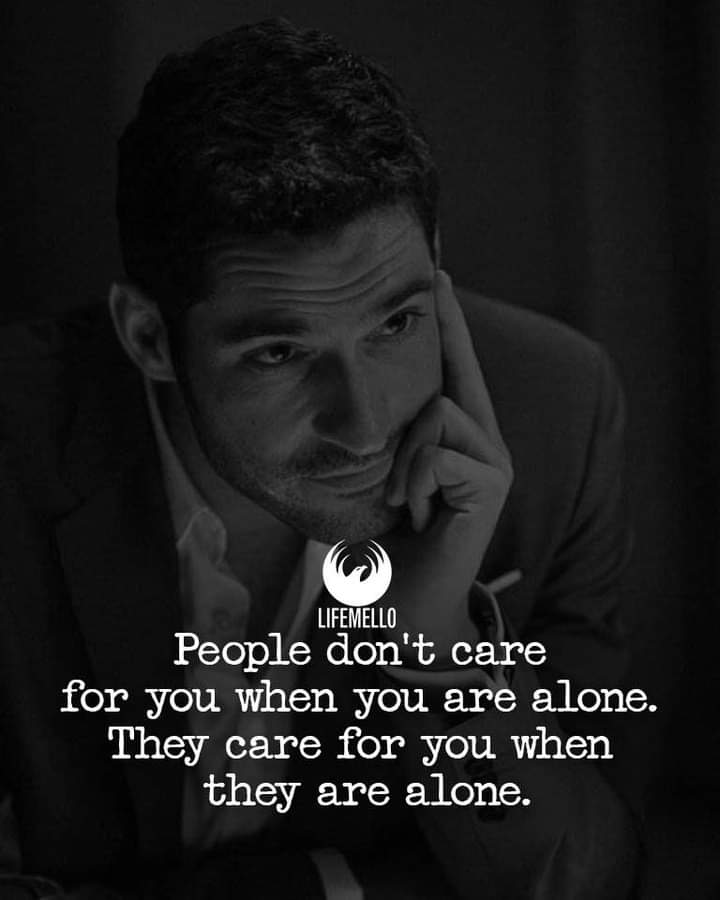 LIFEMELLO
People don't care
for you when you are alone.
They care for you when
they are alone.